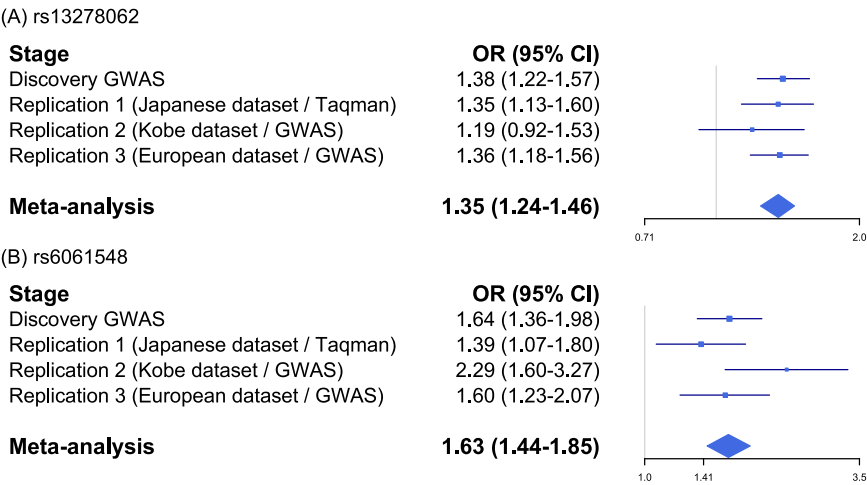 (A) rs13278062
Stage OR (95% CI)
Discovery GWAS 1.38 (1.22-1.57)
Replication 1 (Japanese dataset / Taqman) 1.35 (1.13-1.60)
Replication 2 (Kobe dataset / GWAS) 1.19 (0.92-1.53)
Replication 3 (European dataset / GWAS) 1.36 (1.18-1.56)
Meta-analysis 1.35 (1.24-1.46)
0.71 2.0
(B) rs6061548
Stage OR (95% CI)
Discovery GWAS 1.64 (1.36-1.98)
Replication 1 (Japanese dataset / Taqman) 1.39 (1.07-1.80)
Replication 2 (Kobe dataset / GWAS) 2.29 (1.60-3.27)
Replication 3 (European dataset / GWAS) 1.60 (1.23-2.07)
Meta-analysis 1.63 (1.44-1.85)
1.0 1.41 3.5